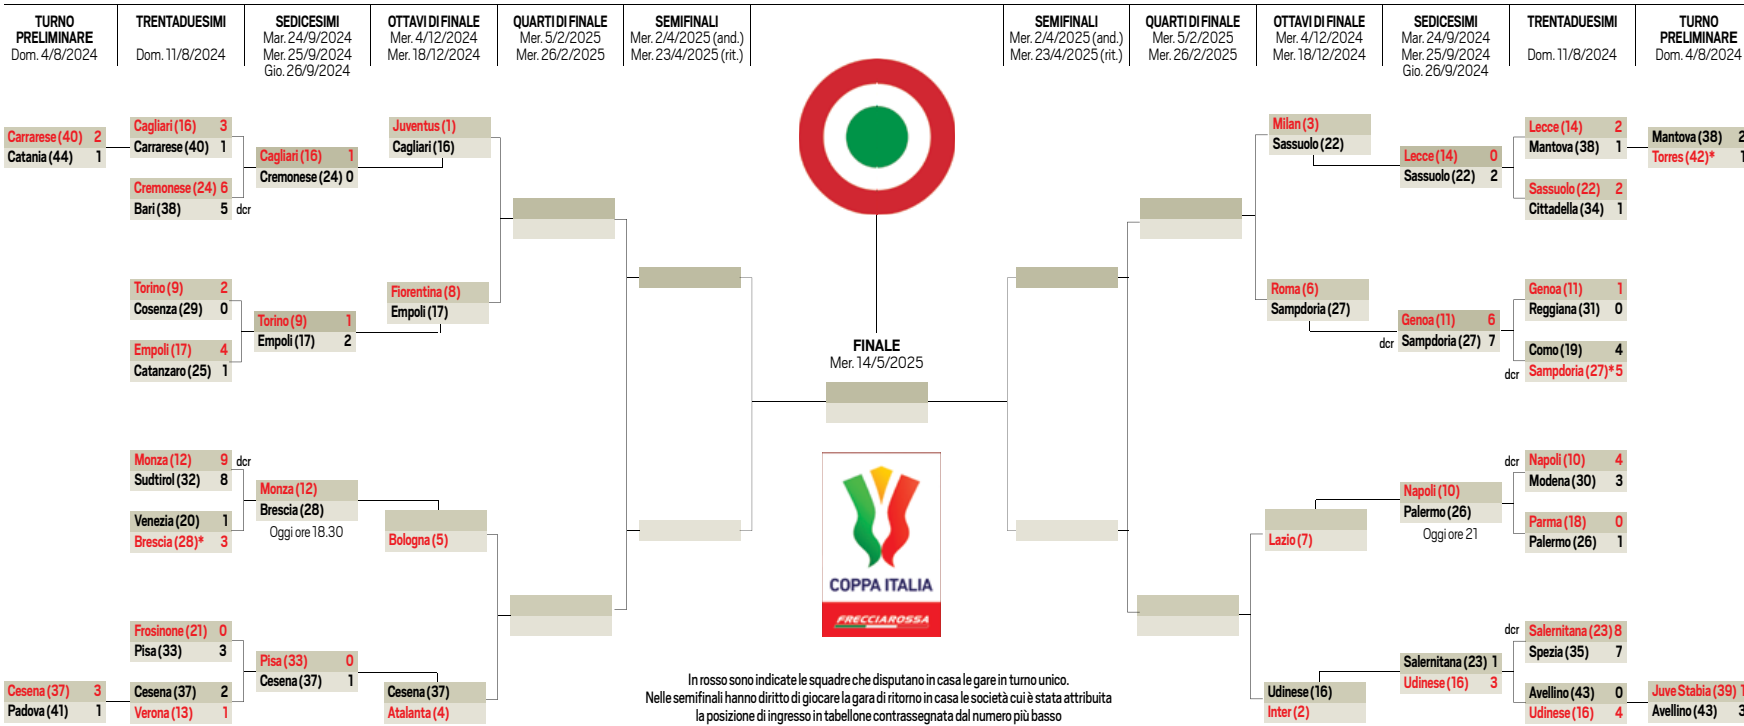 TURNO PRELIMINARE
Dom. 4/8/2024
TRENTADUESIMI
Dom. 11/8/2024
SEDICESIMI
Mar. 24/9/2024
Mer. 25/9/2024
Gio. 26/9/2024
OTTAVI DI FINALE
Mer. 4/12/2024
Mer. 18/12/2024
QUARTI DI FINALE
Mer. 5/2/2025
Mer. 26/2/2025
SEMIFINALI
Mer. 2/4/2025 (and.)
Mer. 23/4/2025 (rit.)
SEMIFINALI
Mer. 2/4/2025 (and.)
Mer. 23/4/2025 (rit.)
QUARTI DI FINALE
Mer. 5/2/2025
Mer. 26/2/2025
OTTAVI DI FINALE
Mer. 4/12/2024
Mer. 18/12/2024
SEDICESIMI
Mar. 24/9/2024
Mer. 25/9/2024
Gio. 26/9/2024
TRENTADUESIMI
Dom. 11/8/2024
TURNO PRELIMINARE
Dom. 4/8/2024
Carrarese (40) 2
Catania (44) 1
Cesena (37) 3
Padova (41) 1
Cagliari (16) 3
Carrarese (40) 1
Cremonese (24) 6
Bari (38) 5 dcr
Torino (9) 2
Cosenza (29) 0
Empoli (17) 4
Catanzaro (25) 1
Monza (12) 9 dcr
Sudtirol (32) 8
Venezia (20) 1
Brescia (28)* 3
Frosinone (21) 0
Pisa (33) 3
Cesena (37) 2
Verona (13) 1
Cagliari (16) 1
Cremonese (24) 0
Torino (9) 1
Empoli (17) 2
Monza (12)
Brescia (28)
Oggi ore 18.30
Pisa (33) 0
Cesena (37) 1
Juventus (1)
Cagliari (16)
Fiorentina (8)
Empoli (17)
Bologna (5)
Cesena (37)
Atalanta (4)
FINALE
Mer. 14/5/2025
COPPA ITALIA
FRECCIAROSSA
In rosso sono indicate le squadre che disputano in casa le gare in turno unico.
Nelle semifinali hanno diritto di giocare la gara di ritorno in casa le società cui è stata attribuita
la posizione di ingresso in tabellone contrassegnata dal numero più basso
Milan (3)
Sassuolo (22)
Roma (6)
Sampdoria (27)
Lazio (7)
Udinese (16)
Inter (2)
Lecce (14) 0
Sassuolo (22) 2
Genoa (11) 6
dcr Sampdoria (27) 7
Napoli (10)
Palermo (26)
Oggi ore 21
Salernitana (23) 1
Udinese (16) 3
Lecce (14) 2
Mantova (38) 1
Sassuolo (22) 2
Cittadella (34) 1
Genoa (11) 1
Reggiana (31) 0
Como (19) 4
dcr Sampdoria (27)* 5
dcr Napoli (10) 4
Modena (30) 3
Parma (18) 0
Palermo (26) 1
dcr Salernitana (23) 8
Spezia (35) 7
Avellino (43) 0
Udinese (16) 4
Mantova (38) 2
Torres (42)* 1
Juve Stabia (39) 1
Avellino (43) 3